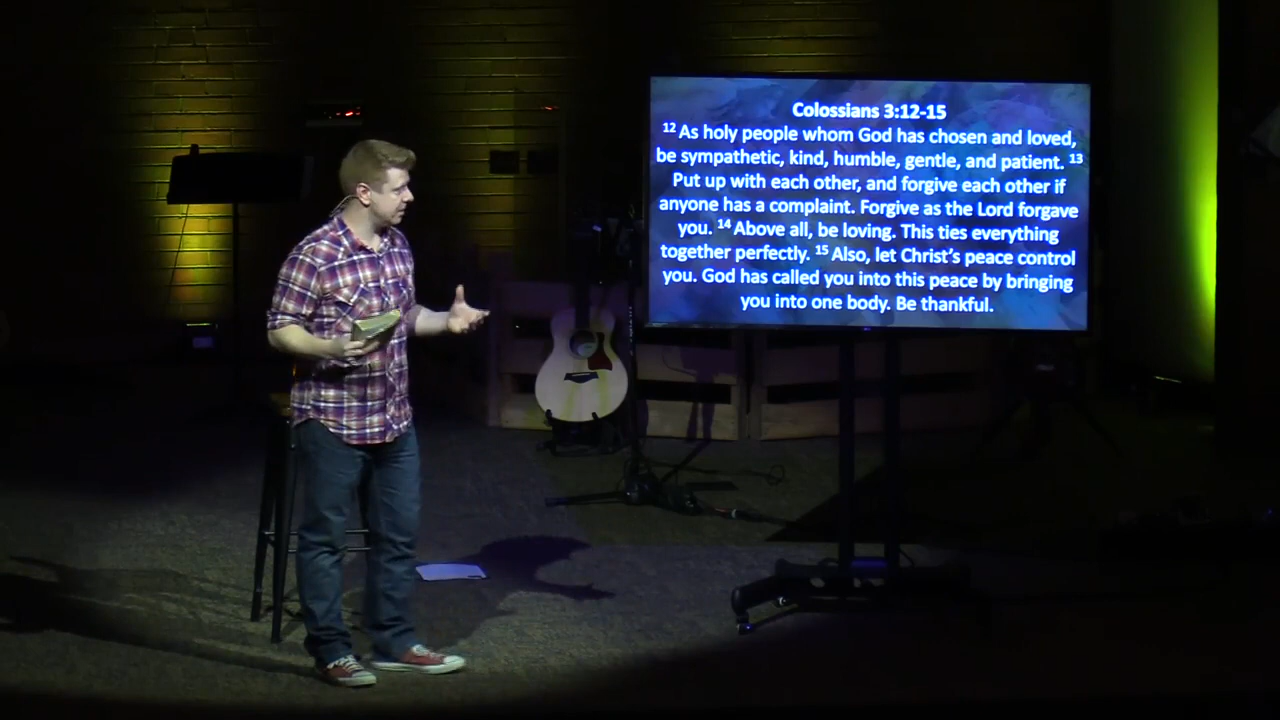 Colossians 3:12-15
12 As holy people whom God has chosen and loved,
be sympathetic, kind, humble, gentle, and patient. 13
Put up with each other, and forgive each other if
anyone has a complaint. Forgive as the Lord forgave
you. 14 Above all, be loving. This ties everything
together perfectly. 15 Also, let Christ's peace control
you. God has called you into this peace by bringing
you into one body. Be thankful.